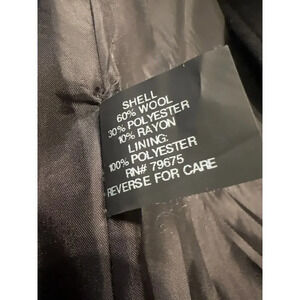 SHELL
60% WOOL
30% POLYESTER
10% RAYON
LINING:
100% POLYESTER
RN# 79675
REVERSE FOR CARE